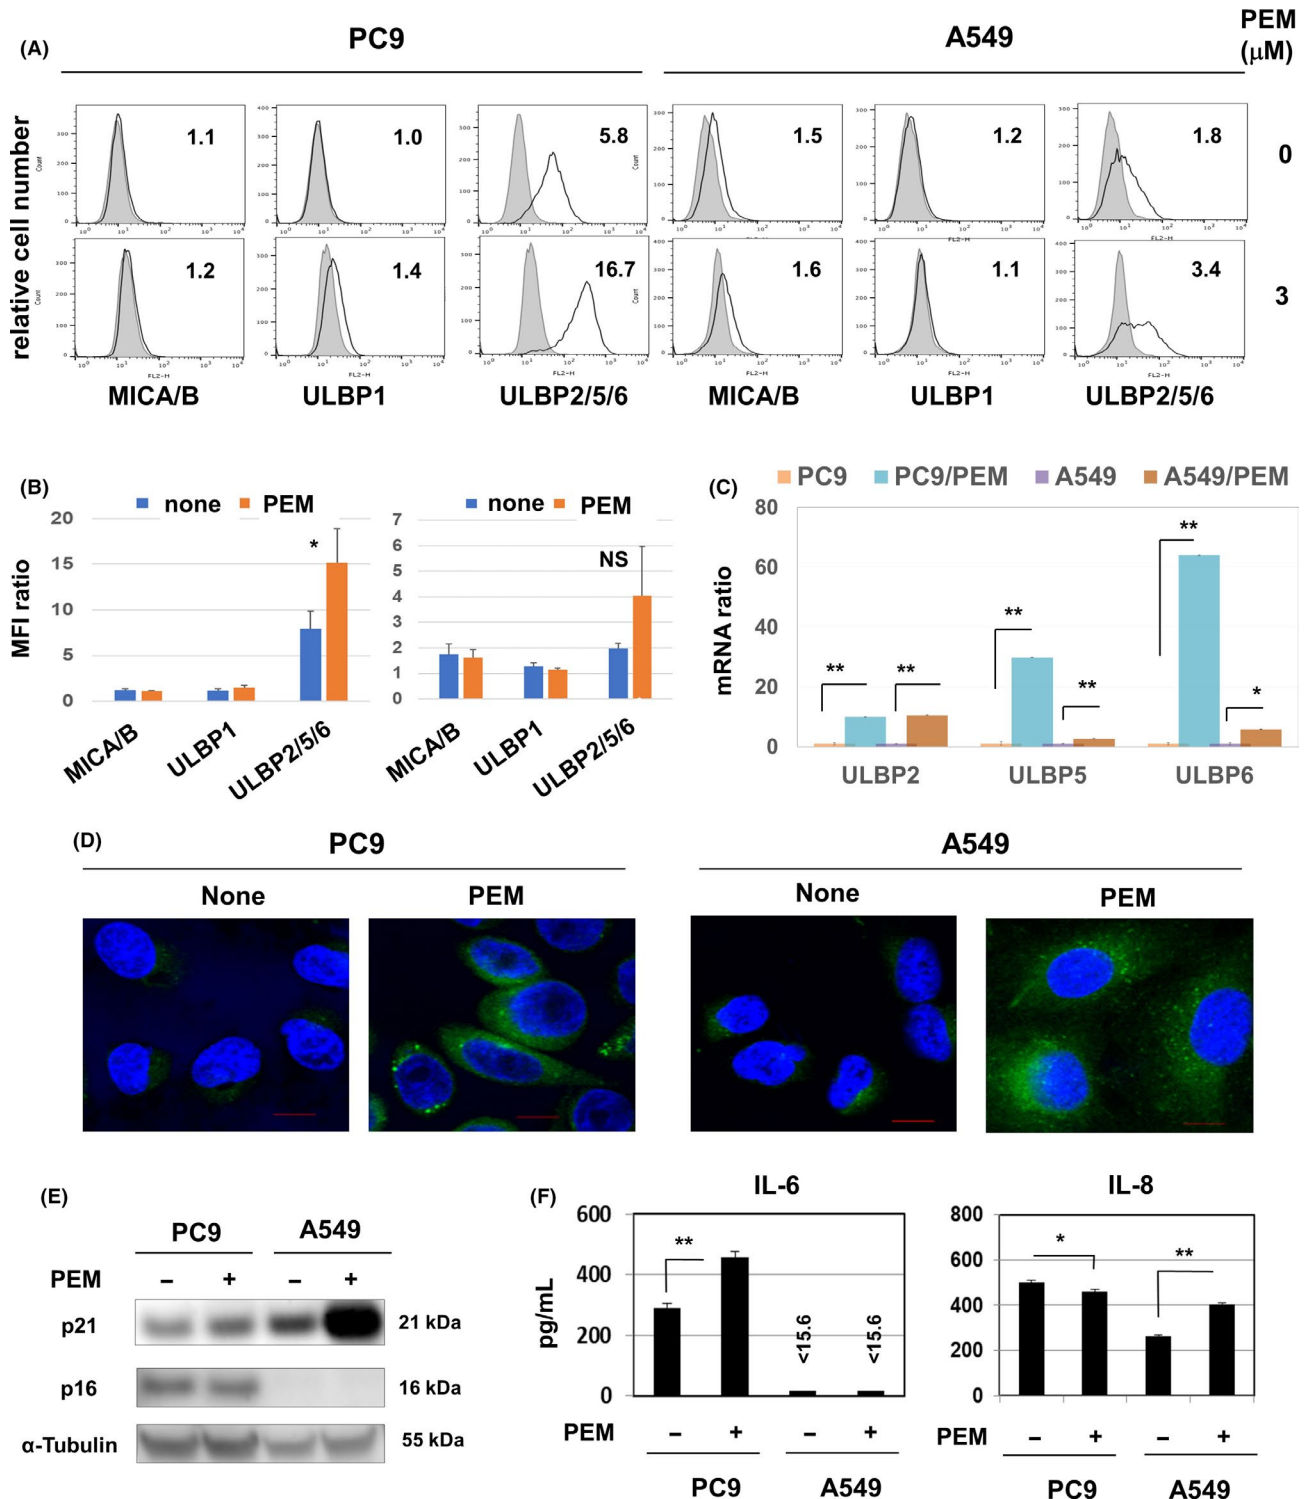 (A)
PC9
A549
PEM
(μM)
relative cell number
1.1
1.0
5.8
1.5
1.2
1.8
0
1.2
1.4
16.7
1.6
1.1
3.4
3
Count
FL2-H
MICA/B
ULBP1
ULBP2/5/6
MICA/B
ULBP1
ULBP2/5/6
(B)
none
PEM
MFI ratio
20
15
10
5
0
MICA/B
ULBP1
ULBP2/5/6
*
none
PEM
7
6
5
4
3
2
1
0
NS
MICA/B
ULBP1
ULBP2/5/6
(C)
PC9
PC9/PEM
A549
A549/PEM
mRNA ratio
80
60
40
20
0
**
**
**
**
**
*
ULBP2
ULBP5
ULBP6
(D)
PC9
A549
None
PEM
None
PEM
(E)
PC9
A549
PEM
−
+
−
+
p21
21 kDa
p16
16 kDa
α-Tubulin
55 kDa
(F)
IL-6
pg/mL
600
400
200
0
**
<15.6
<15.6
PEM
−
+
−
+
PC9
A549
IL-8
800
600
400
200
0
*
**
PEM
−
+
−
+
PC9
A549